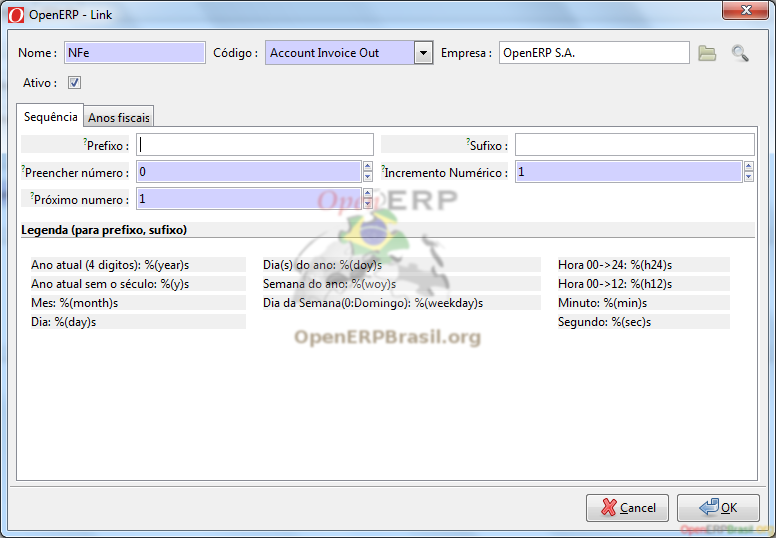 OpenERP - Link
Nome : NFe Código : Account Invoice Out Empresa : OpenERP S.A.
Ativo :
Sequência Anos fiscais
?Prefixo : ?Sufixo :
?Preencher número : 0 ?Incremento Numérico : 1
?Próximo numero : 1
OpenERP
Legenda (para prefixo, sufixo)
Ano atual (4 digitos): %(year)s Dia(s) do ano: %(doy)s Hora 00->24: %(h24)s
Ano atual sem o século: %(y)s Semana do ano: %(woy)s Hora 00->12: %(h12)s
Mes: %(month)s Dia da Semana(0:Domingo): %(weekday)s Minuto: %(min)s
Dia: %(day)s Segundo: %(sec)s
OpenERPBrasil.org
Cancel OK
OpenERPBrasil.org